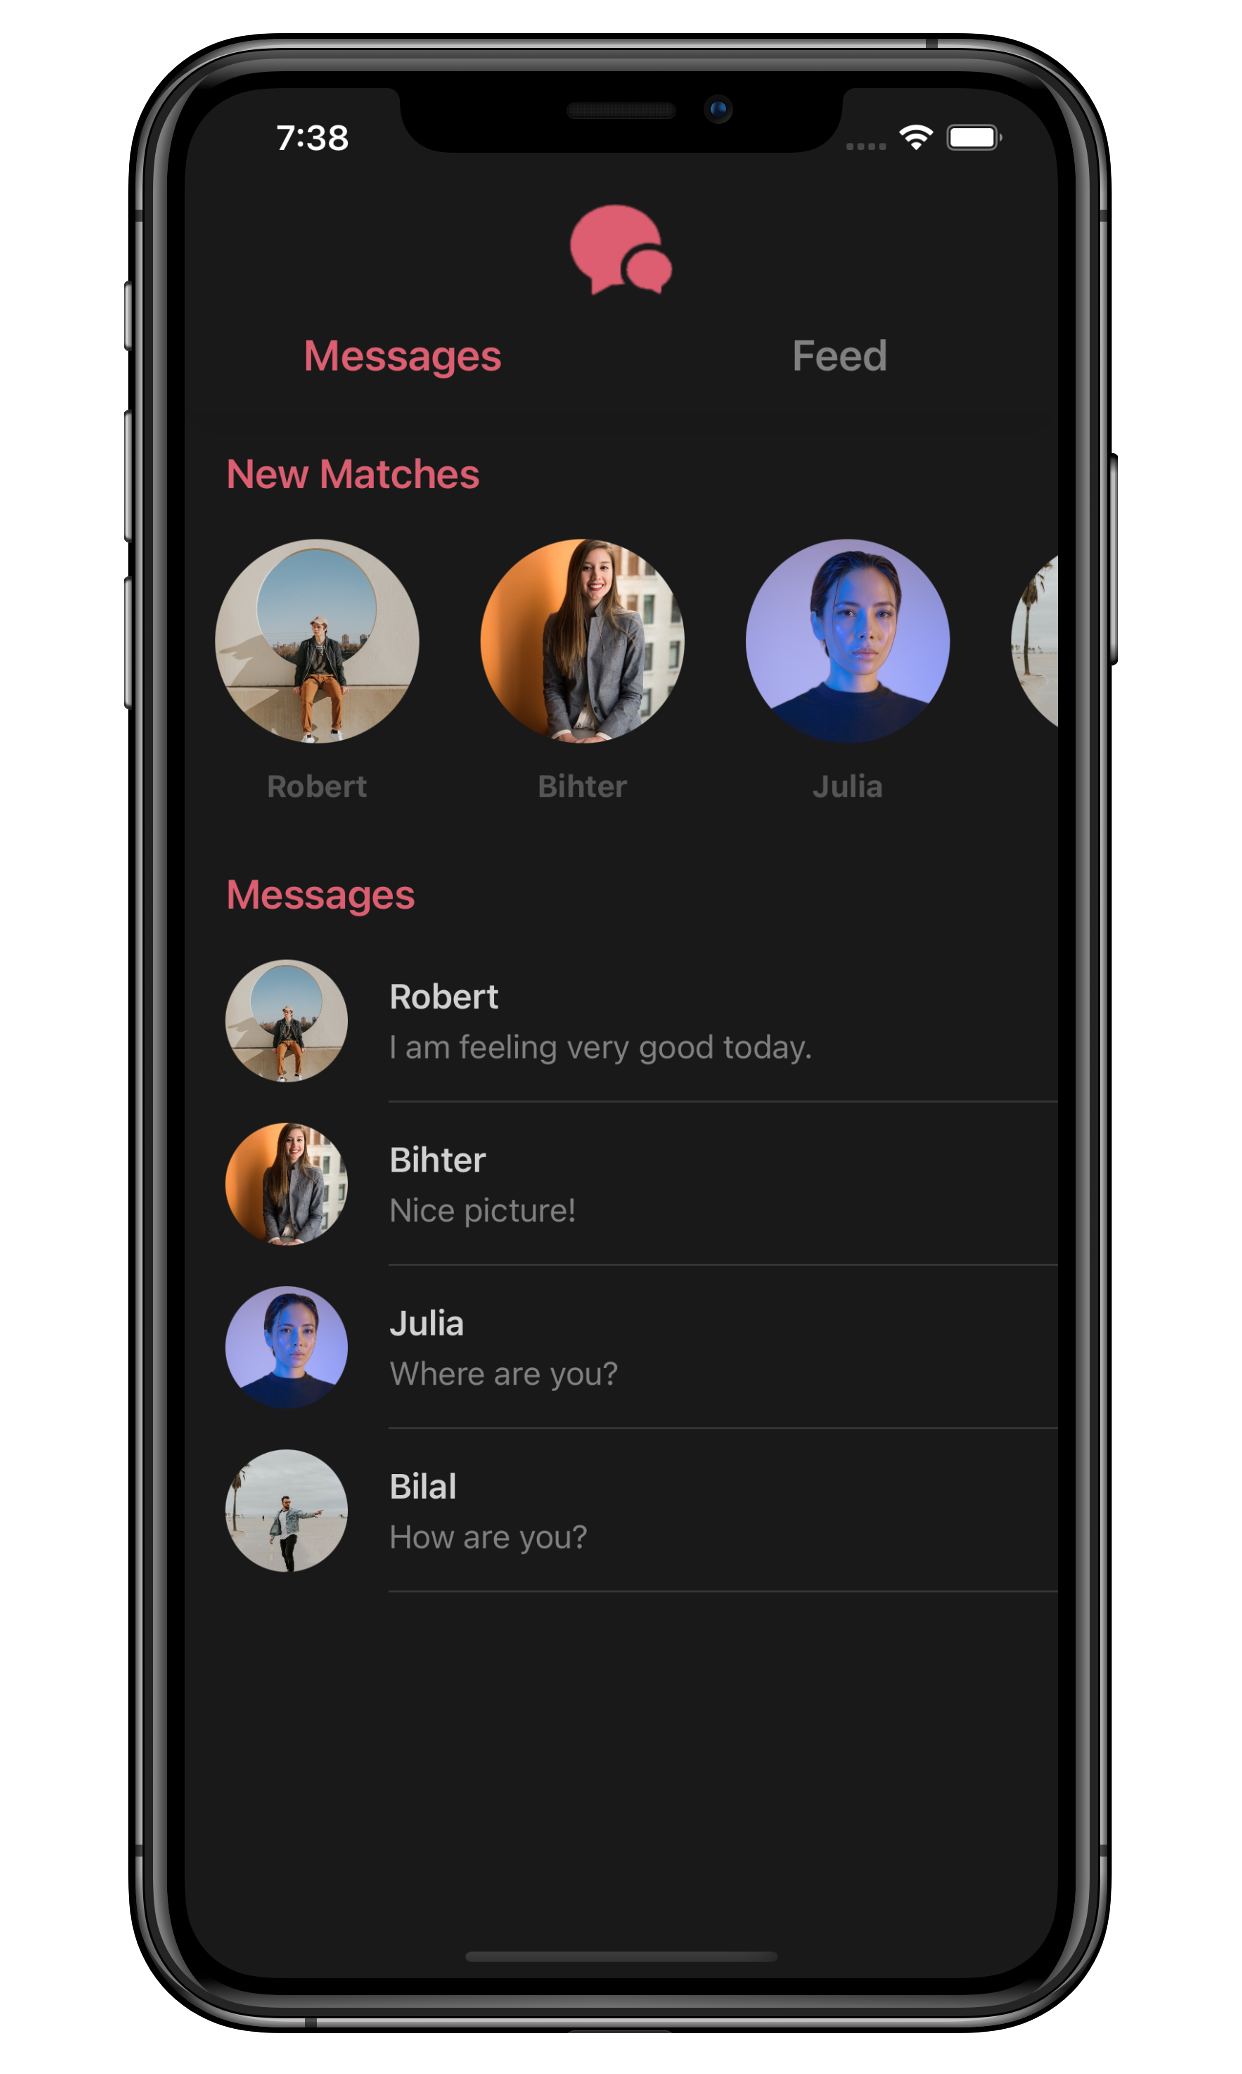 7:38
Messages
Feed
New Matches
Robert
Bihter
Julia
Messages
Robert
I am feeling very good today.
Bihter
Nice picture!
Julia
Where are you?
Bilal
How are you?